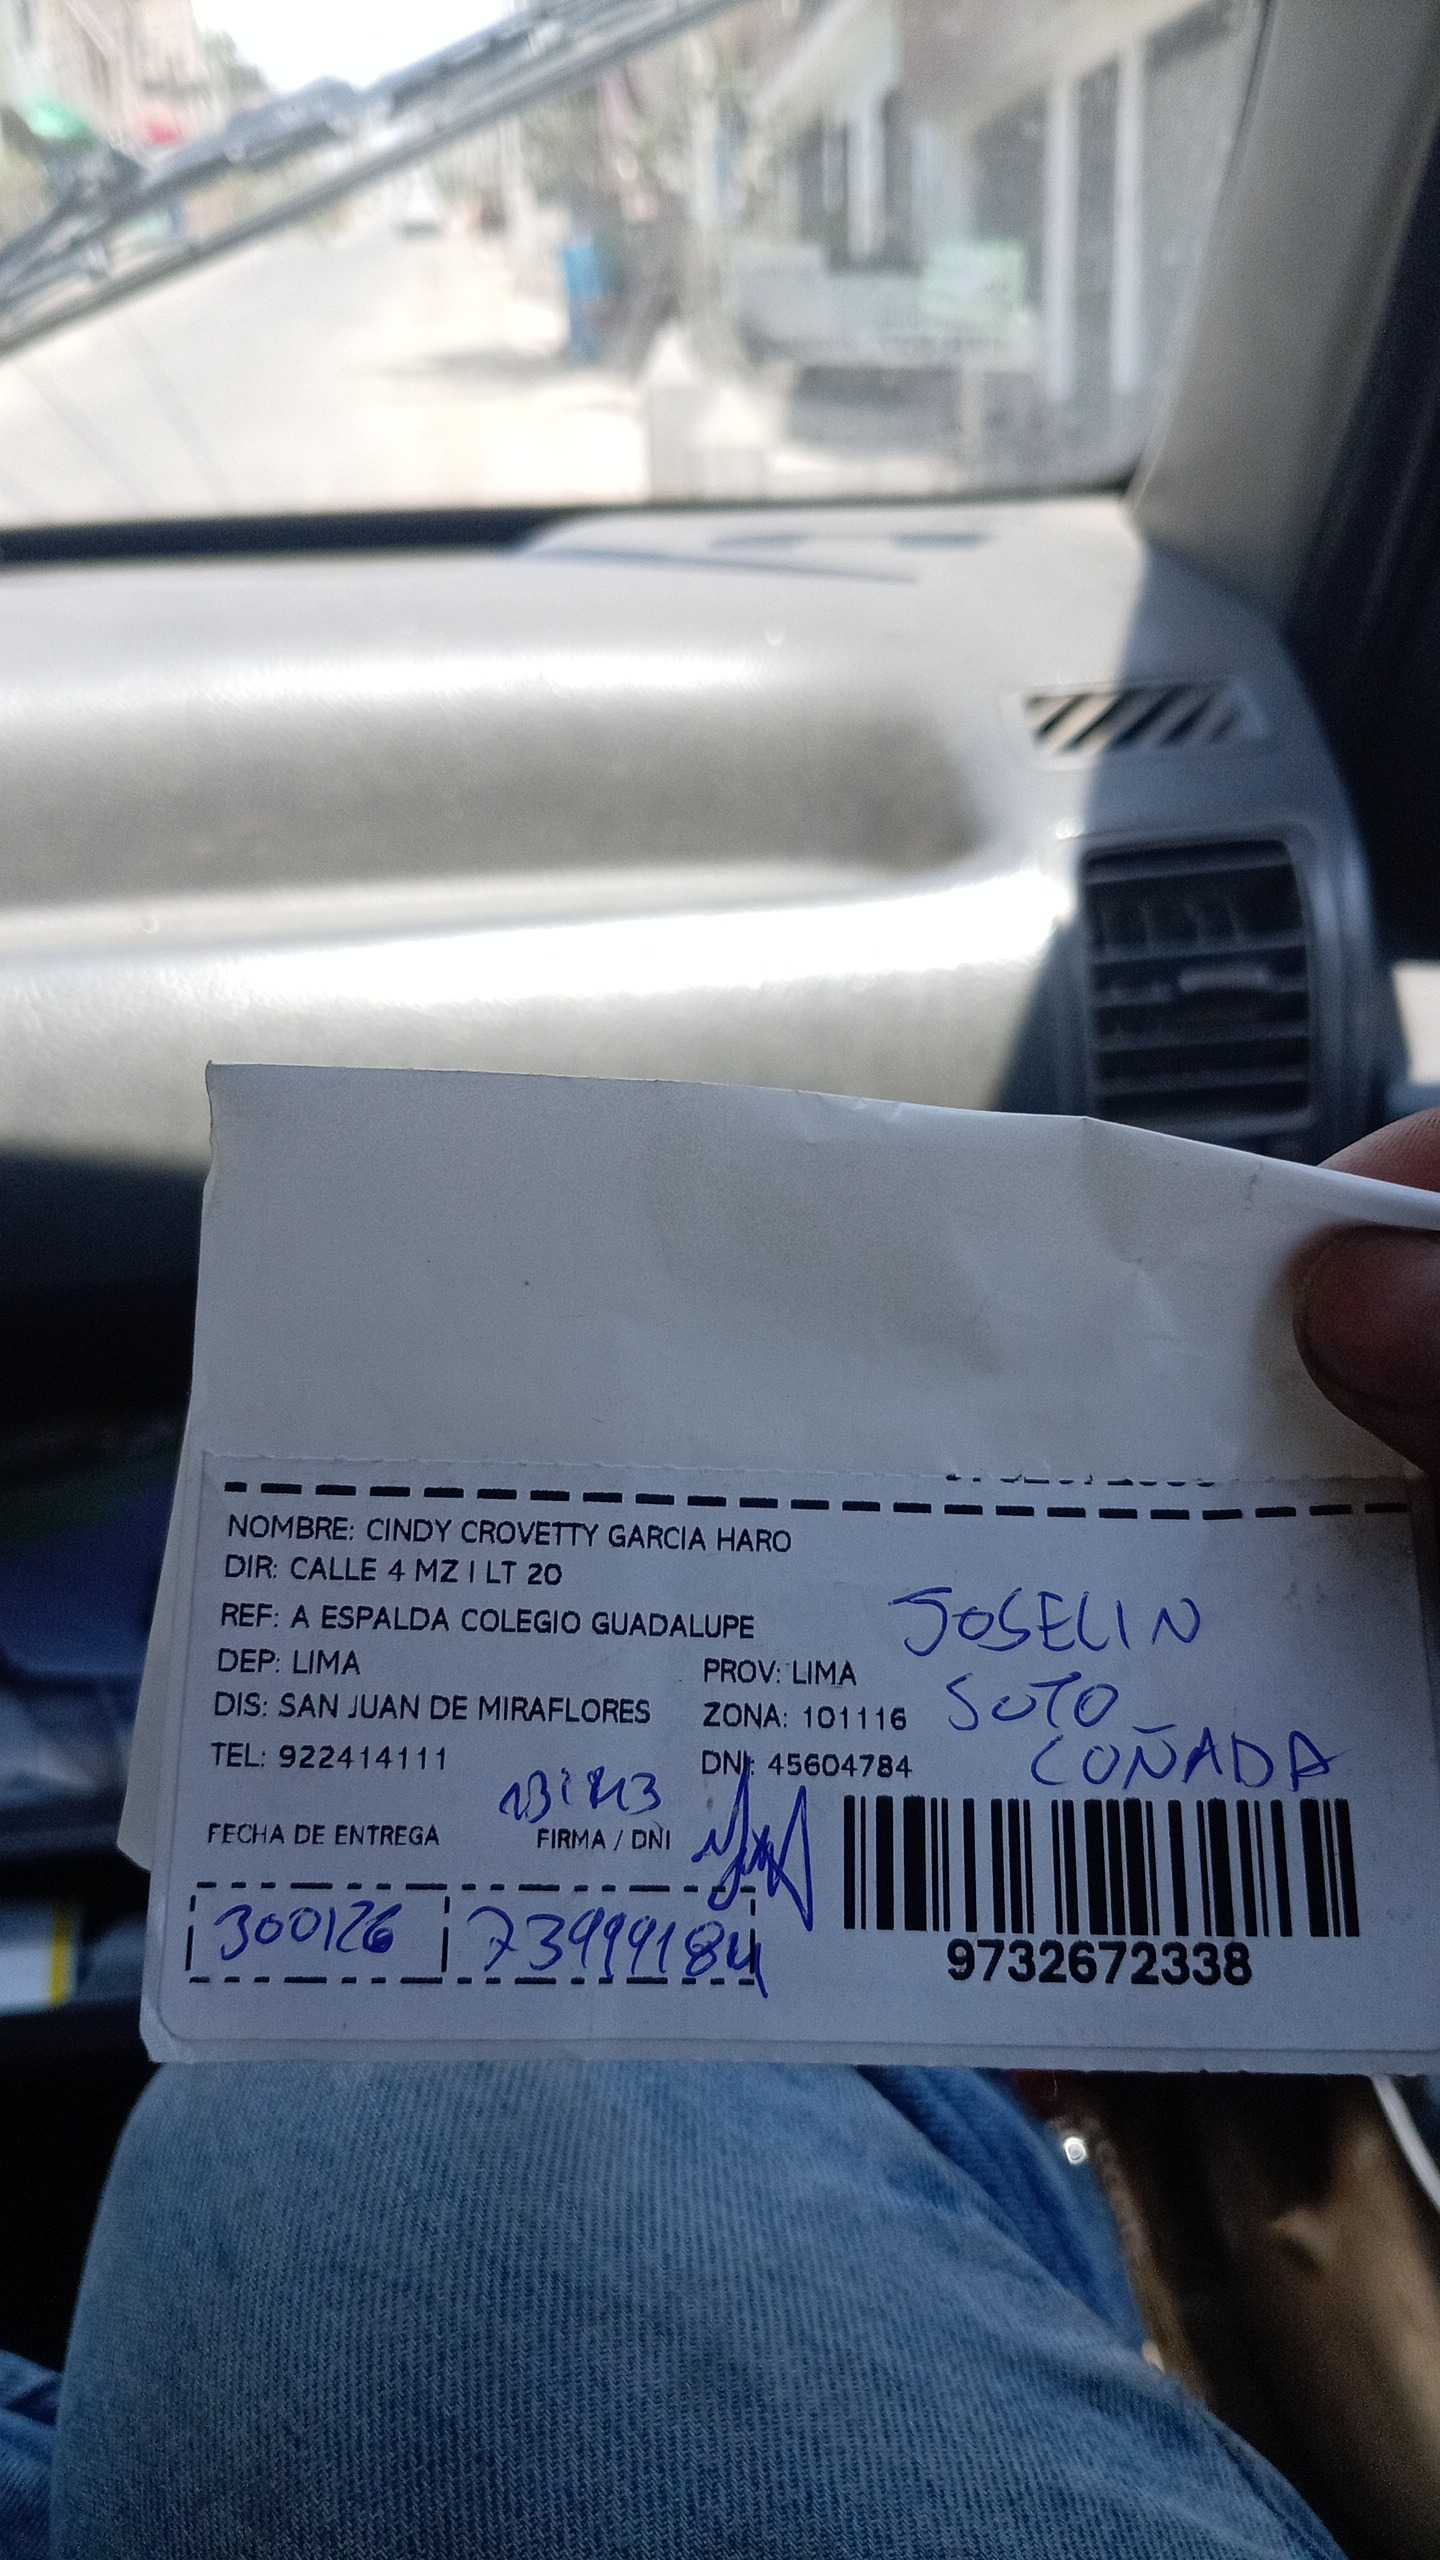 NOMBRE: CINDY CROVETTY GARCIA HARO
DIR: CALLE 4 MZ I LT 20
REF: A ESPALDA COLEGIO GUADALUPE
DEP: LIMA PROV: LIMA
DIS: SAN JUAN DE MIRAFLORES ZONA: 101116
TEL: 922414111 DNI: 45604784
JOSELIN
SOTO
COÑADA
FECHA DE ENTREGA FIRMA / DNI
300126 73999184
9732672338